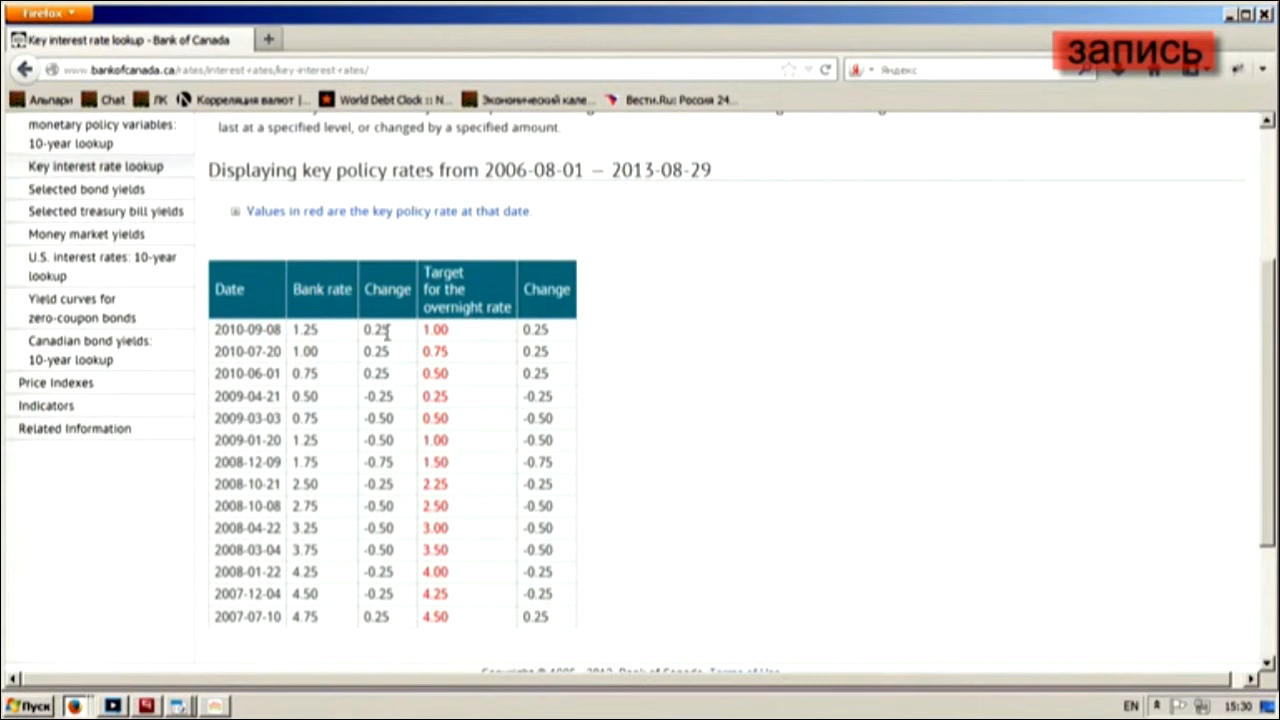 Firefox
Key interest rate lookup - Bank of Canada
запись
www.bankofcanada.ca/rates/interest-rates/key-interest-rates/
Яндекс
Альпари Chat ЛК Корреляция валют |... World Debt Clock :: N... Экономический кале... Вести.Ru: Россия 24...
monetary policy variables:
10-year lookup
Key interest rate lookup
Selected bond yields
Selected treasury bill yields
Money market yields
U.S. interest rates: 10-year
lookup
Yield curves for
zero-coupon bonds
Canadian bond yields:
10-year lookup
Price Indexes
Indicators
Related Information
last at a specified level, or changed by a specified amount.
Displaying key policy rates from 2006-08-01 — 2013-08-29
Values in red are the key policy rate at that date.
Date Bank rate Change Target for the overnight rate Change
2010-09-08 1.25 0.25 1.00 0.25
2010-07-20 1.00 0.25 0.75 0.25
2010-06-01 0.75 0.25 0.50 0.25
2009-04-21 0.50 -0.25 0.25 -0.25
2009-03-03 0.75 -0.50 0.50 -0.50
2009-01-20 1.25 -0.50 1.00 -0.50
2008-12-09 1.75 -0.75 1.50 -0.75
2008-10-21 2.50 -0.25 2.25 -0.25
2008-10-08 2.75 -0.50 2.50 -0.50
2008-04-22 3.25 -0.50 3.00 -0.50
2008-03-04 3.75 -0.50 3.50 -0.50
2008-01-22 4.25 -0.25 4.00 -0.25
2007-12-04 4.50 -0.25 4.25 -0.25
2007-07-10 4.75 0.25 4.50 0.25
Пуск
EN 15:30